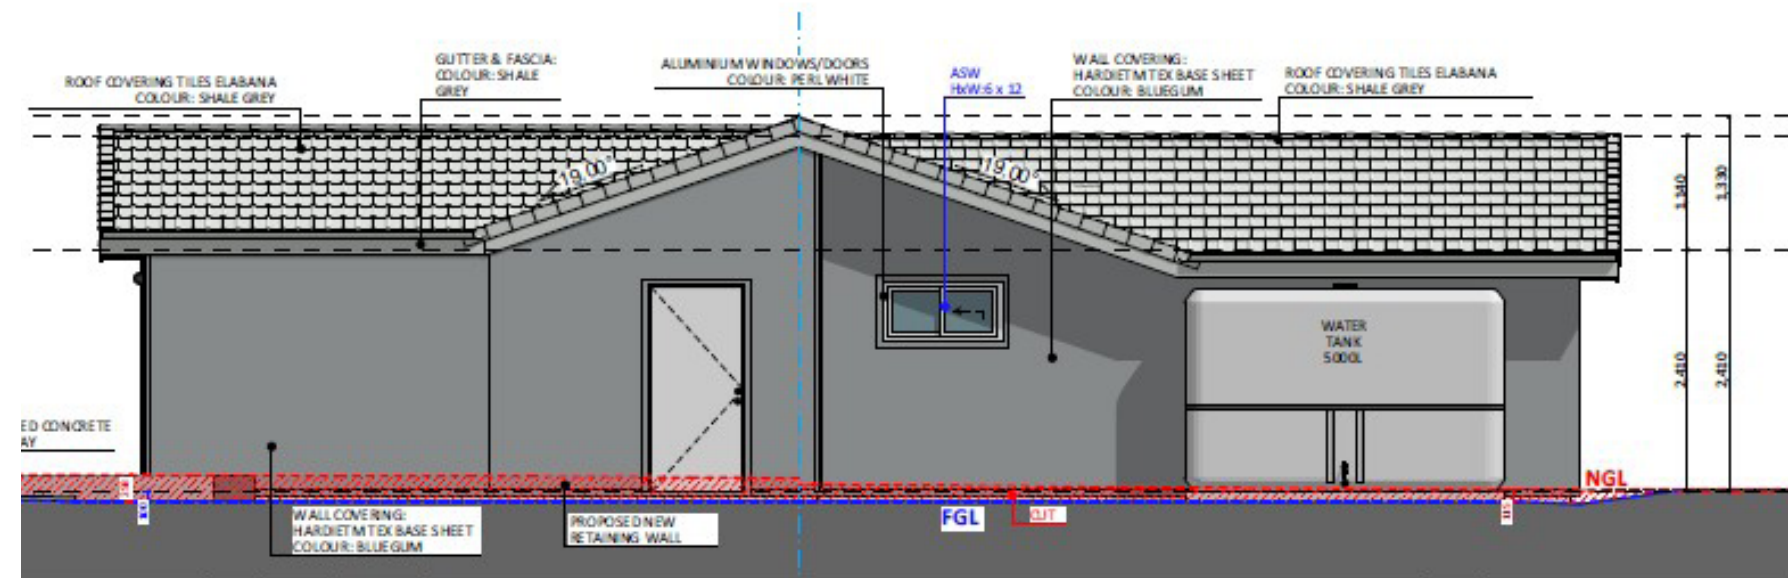 ROOF COVERING TILES ELABANA
COLOUR: SHALE GREY
GUTTER & FASCIA:
COLOUR: SHALE
GREY
ALUMINIUM WINDOWS/DOORS
COLOUR: PERL WHITE
ASW
HxW:6 x 12
WALL COVERING:
HARDIETM TEX BASE SHEET
COLOUR: BLUEGUM
ROOF COVERING TILES ELABANA
COLOUR: SHALE GREY
19.00°
19.00°
1,140
1,330
WATER
TANK
5000L
2,410
2,410
ED CONCRETE
AY
NGL
WALL COVERING:
HARDIETM TEX BASE SHEET
COLOUR: BLUEGUM
PROPOSED NEW
RETAINING WALL
FGL
CUT